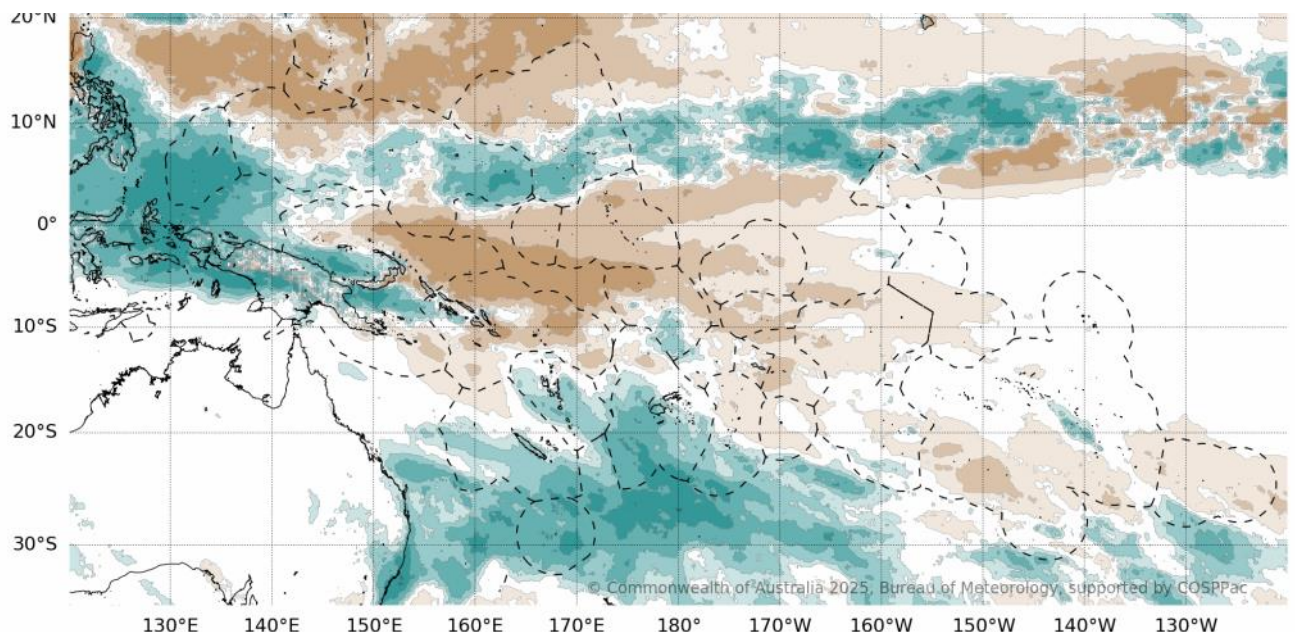 20°N
10°N
0°
10°S
20°S
30°S
© Commonwealth of Australia 2025, Bureau of Meteorology, supported by COSPPac
130°E 140°E 150°E 160°E 170°E 180° 170°W 160°W 150°W 140°W 130°W